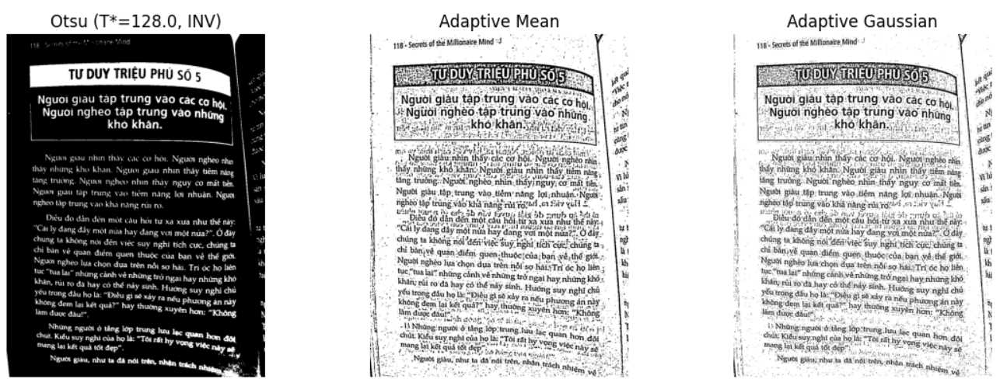 Otsu (T*=128.0, INV)
118
TƯ DUY TRIỆU PHÚ SỐ 5
Người giàu tập trung vào các cơ hội.
Người nghèo tập trung vào những
khó khăn.
Người giàu nhìn thấy các cơ hội. Người nghèo nhìn
thấy những khó khăn. Người giàu nhìn thấy tiềm năng
tăng trưởng. Người nghèo nhìn thấy nguy cơ mất tiền.
Người giàu tập trung vào tiềm năng lợi nhuận. Người
nghèo tập trung vào khả năng rủi ro.
Điều đó dẫn đến một câu hỏi từ xa xưa như thế này:
“Cái ly đang đầy một nửa hay đang vơi một nửa?”. Ở đây
chúng ta không nói đến việc suy nghĩ tích cực, chúng ta
chỉ bàn về quan điểm quen thuộc của bạn về thế giới.
Người nghèo lựa chọn dựa trên nỗi sợ hãi. Trí óc họ liên
tục “tua lại” những cảnh về những trở ngại hay những khó
khăn, rủi ro đã hay có thể nảy sinh. Hướng suy nghĩ chủ
yếu trong đầu họ là: “Điều gì sẽ xảy ra nếu phương án này
không đem lại kết quả?” hay thường xuyên hơn: “Không
làm được đâu!”.
Những người ở tầng lớp trung lưu lạc quan hơn đôi
chút. Kiểu suy nghĩ của họ là: “Tôi rất hy vọng việc này sẽ
mang lại kết quả tốt đẹp”.
Người giàu, như ta đã nói trên, nhận trách nhiệm
Adaptive Mean
118 • Secrets of the Millionaire Mind
TƯ DUY TRIỆU PHÚ SỐ 5
Người giàu tập trung vào các cơ hội.
Người nghèo tập trung vào những
khó khăn.
Người giàu nhìn thấy các cơ hội. Người nghèo nhìn
thấy những khó khăn. Người giàu nhìn thấy tiềm năng
tăng trưởng. Người nghèo nhìn thấy nguy cơ mất tiền.
Người giàu tập trung vào tiềm năng lợi nhuận. Người
nghèo tập trung vào khả năng rủi ro.
Điều đó dẫn đến một câu hỏi từ xa xưa như thế này:
“Cái ly đang đầy một nửa hay đang vơi một nửa?”. Ở đây
chúng ta không nói đến việc suy nghĩ tích cực, chúng ta
chỉ bàn về quan điểm quen thuộc của bạn về thế giới.
Người nghèo lựa chọn dựa trên nỗi sợ hãi. Trí óc họ liên
tục “tua lại” những cảnh về những trở ngại hay những khó
khăn, rủi ro đã hay có thể nảy sinh. Hướng suy nghĩ chủ
yếu trong đầu họ là: “Điều gì sẽ xảy ra nếu phương án này
không đem lại kết quả?” hay thường xuyên hơn: “Không
làm được đâu!”.
Những người ở tầng lớp trung lưu lạc quan hơn đôi
chút. Kiểu suy nghĩ của họ là: “Tôi rất hy vọng việc này sẽ
mang lại kết quả tốt đẹp”.
Người giàu, như ta đã nói trên, nhận trách nhiệm về
Adaptive Gaussian
118 • Secrets of the Millionaire Mind
TƯ DUY TRIỆU PHÚ SỐ 5
Người giàu tập trung vào các cơ hội.
Người nghèo tập trung vào những
khó khăn.
Người giàu nhìn thấy các cơ hội. Người nghèo nhìn
thấy những khó khăn. Người giàu nhìn thấy tiềm năng
tăng trưởng. Người nghèo nhìn thấy nguy cơ mất tiền.
Người giàu tập trung vào tiềm năng lợi nhuận. Người
nghèo tập trung vào khả năng rủi ro.
Điều đó dẫn đến một câu hỏi từ xa xưa như thế này:
“Cái ly đang đầy một nửa hay đang vơi một nửa?”. Ở đây
chúng ta không nói đến việc suy nghĩ tích cực, chúng ta
chỉ bàn về quan điểm quen thuộc của bạn về thế giới.
Người nghèo lựa chọn dựa trên nỗi sợ hãi. Trí óc họ liên
tục “tua lại” những cảnh về những trở ngại hay những khó
khăn, rủi ro đã hay có thể nảy sinh. Hướng suy nghĩ chủ
yếu trong đầu họ là: “Điều gì sẽ xảy ra nếu phương án này
không đem lại kết quả?” hay thường xuyên hơn: “Không
làm được đâu!”.
Những người ở tầng lớp trung lưu lạc quan hơn đôi
chút. Kiểu suy nghĩ của họ là: “Tôi rất hy vọng việc này sẽ
mang lại kết quả tốt đẹp”.
Người giàu, như ta đã nói trên, nhận trách nhiệm về